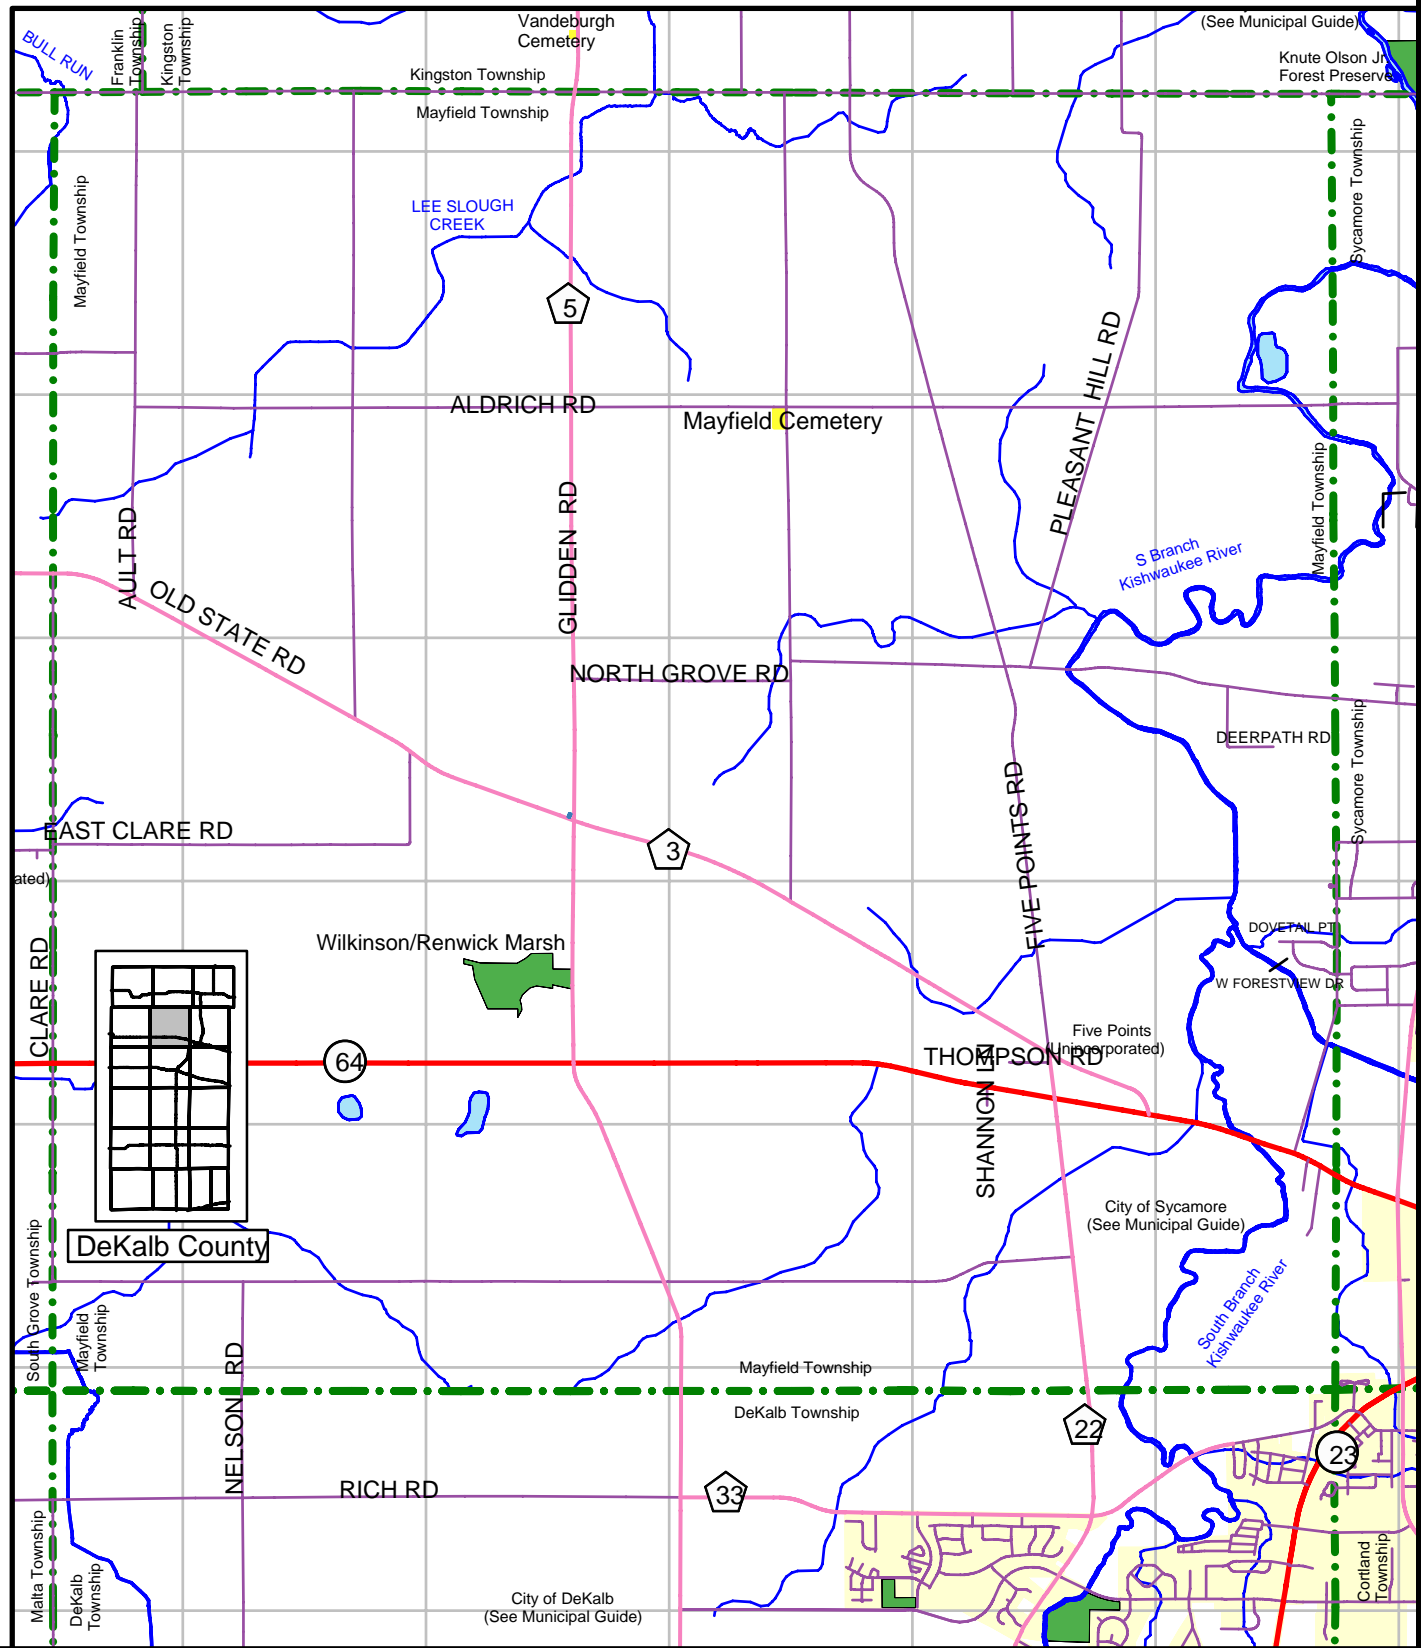 Vandeburgh
Cemetery
(See Municipal Guide)
BULL RUN
Franklin
Township
Kingston
Township
Knute Olson Jr
Forest Preserve
Kingston Township
Mayfield Township
Mayfield Township
Sycamore Township
LEE SLOUGH
CREEK
5
PLEASANT HILL RD
ALDRICH RD
Mayfield Cemetery
Mayfield Township
AULT RD
GLIDDEN RD
S Branch
Kishwaukee River
OLD STATE RD
NORTH GROVE RD
DEERPATH RD
Sycamore Township
FIVE POINTS RD
EAST CLARE RD
3
ated)
CLARE RD
Wilkinson/Renwick Marsh
DOVETAIL PT
W FORESTVIEW DR
64
Five Points
(Unincorporated)
THOMPSON RD
SHANNON LN
City of Sycamore
(See Municipal Guide)
DeKalb County
South Grove Township
Mayfield
Township
South Branch
Kishwaukee River
NELSON RD
Mayfield Township
DeKalb Township
22
23
RICH RD
33
Malta Township
DeKalb
Township
City of DeKalb
(See Municipal Guide)
Cortland
Township